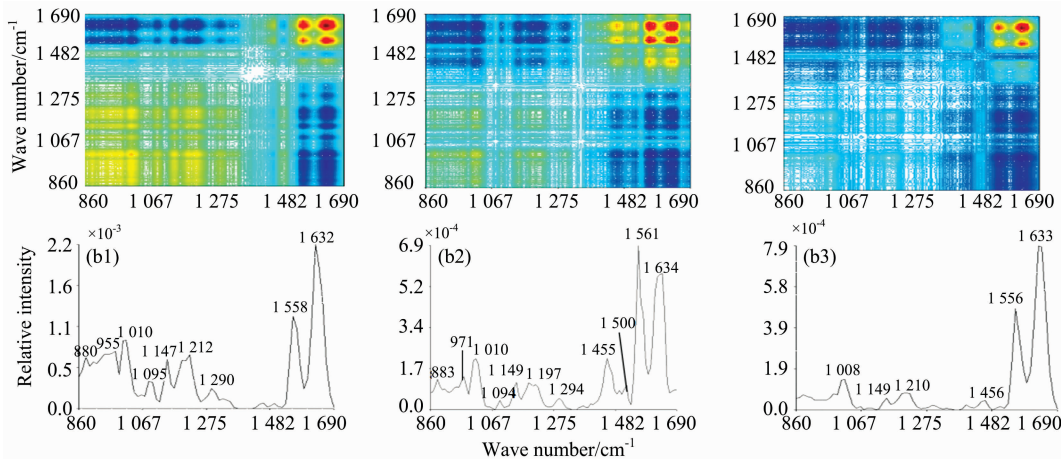 Wave number/cm-1
1 690
1 482
1 275
1 067
860
860 1 067 1 275 1 482 1 690
1 690
1 482
1 275
1 067
860
860 1 067 1 275 1 482 1 690
1 690
1 482
1 275
1 067
860
860 1 067 1 275 1 482 1 690
Relative intensity
×10-3
(b1)
2.2
1.6
1.1
0.5
0.0
880 955 1 010 1 095 1 147 1 212 1 290 1 558 1 632
860 1 067 1 275 1 482 1 690
×10-4
(b2)
6.9
5.2
3.4
1.7
0.0
883 971 1 010 1 094 1 149 1 197 1 294 1 455 1 500 1 561 1 634
860 1 067 1 275 1 482 1 690
×10-4
(b3)
7.9
5.9
3.9
2.0
0.0
1 008 1 149 1 210 1 456 1 556 1 633
860 1 067 1 275 1 482 1 690
Wave number/cm-1